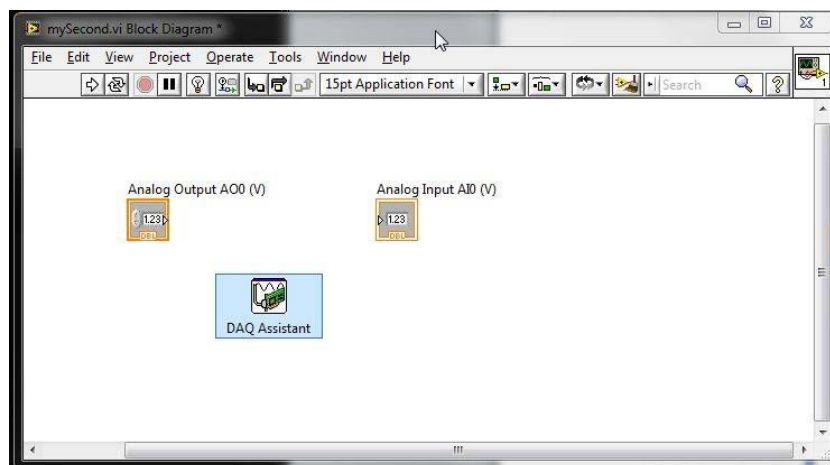 mySecond.vi Block Diagram *
File Edit View Project Operate Tools Window Help
15pt Application Font
Search
?
1
Analog Output AO0 (V)
Analog Input AI0 (V)
1.23
DBL
1.23
DBL
DAQ Assistant